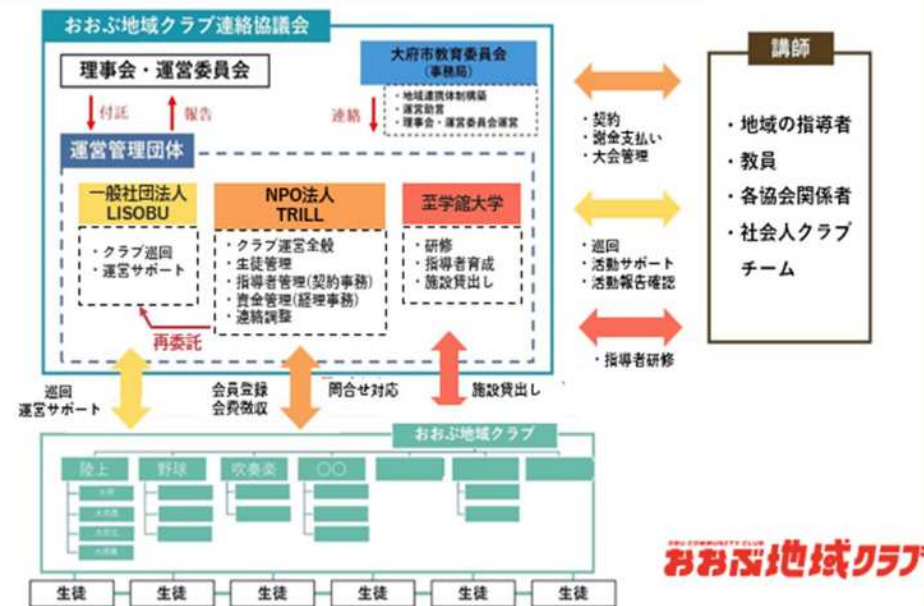 おおぶ地域クラブ連絡協議会
理事会・運営委員会
大府市教育委員会
(事務局)
・地域連携体制構築
・運営助言
・理事会・運営委員会運営
付託
報告
連絡
運営管理団体
一般社団法人
LISOBU
・クラブ巡回
・運営サポート
NPO法人
TRILL
・クラブ運営全般
・生徒管理
・指導者管理(契約事務)
・資金管理(経理事務)
・連絡調整
至学館大学
・研修
・指導者育成
・施設貸出し
再委託
・契約
・謝金支払い
・大会管理
・巡回
・活動サポート
・活動報告確認
・指導者研修
講師
・地域の指導者
・教員
・各協会関係者
・社会人クラブ
チーム
巡回
運営サポート
会員登録
会費徴収
問合せ対応
施設貸出し
おおぶ地域クラブ
陸上
野球
吹奏楽
〇〇
生徒
生徒
生徒
生徒
生徒
生徒
OBU COMMUNITY CLUB
おおぶ地域クラブ